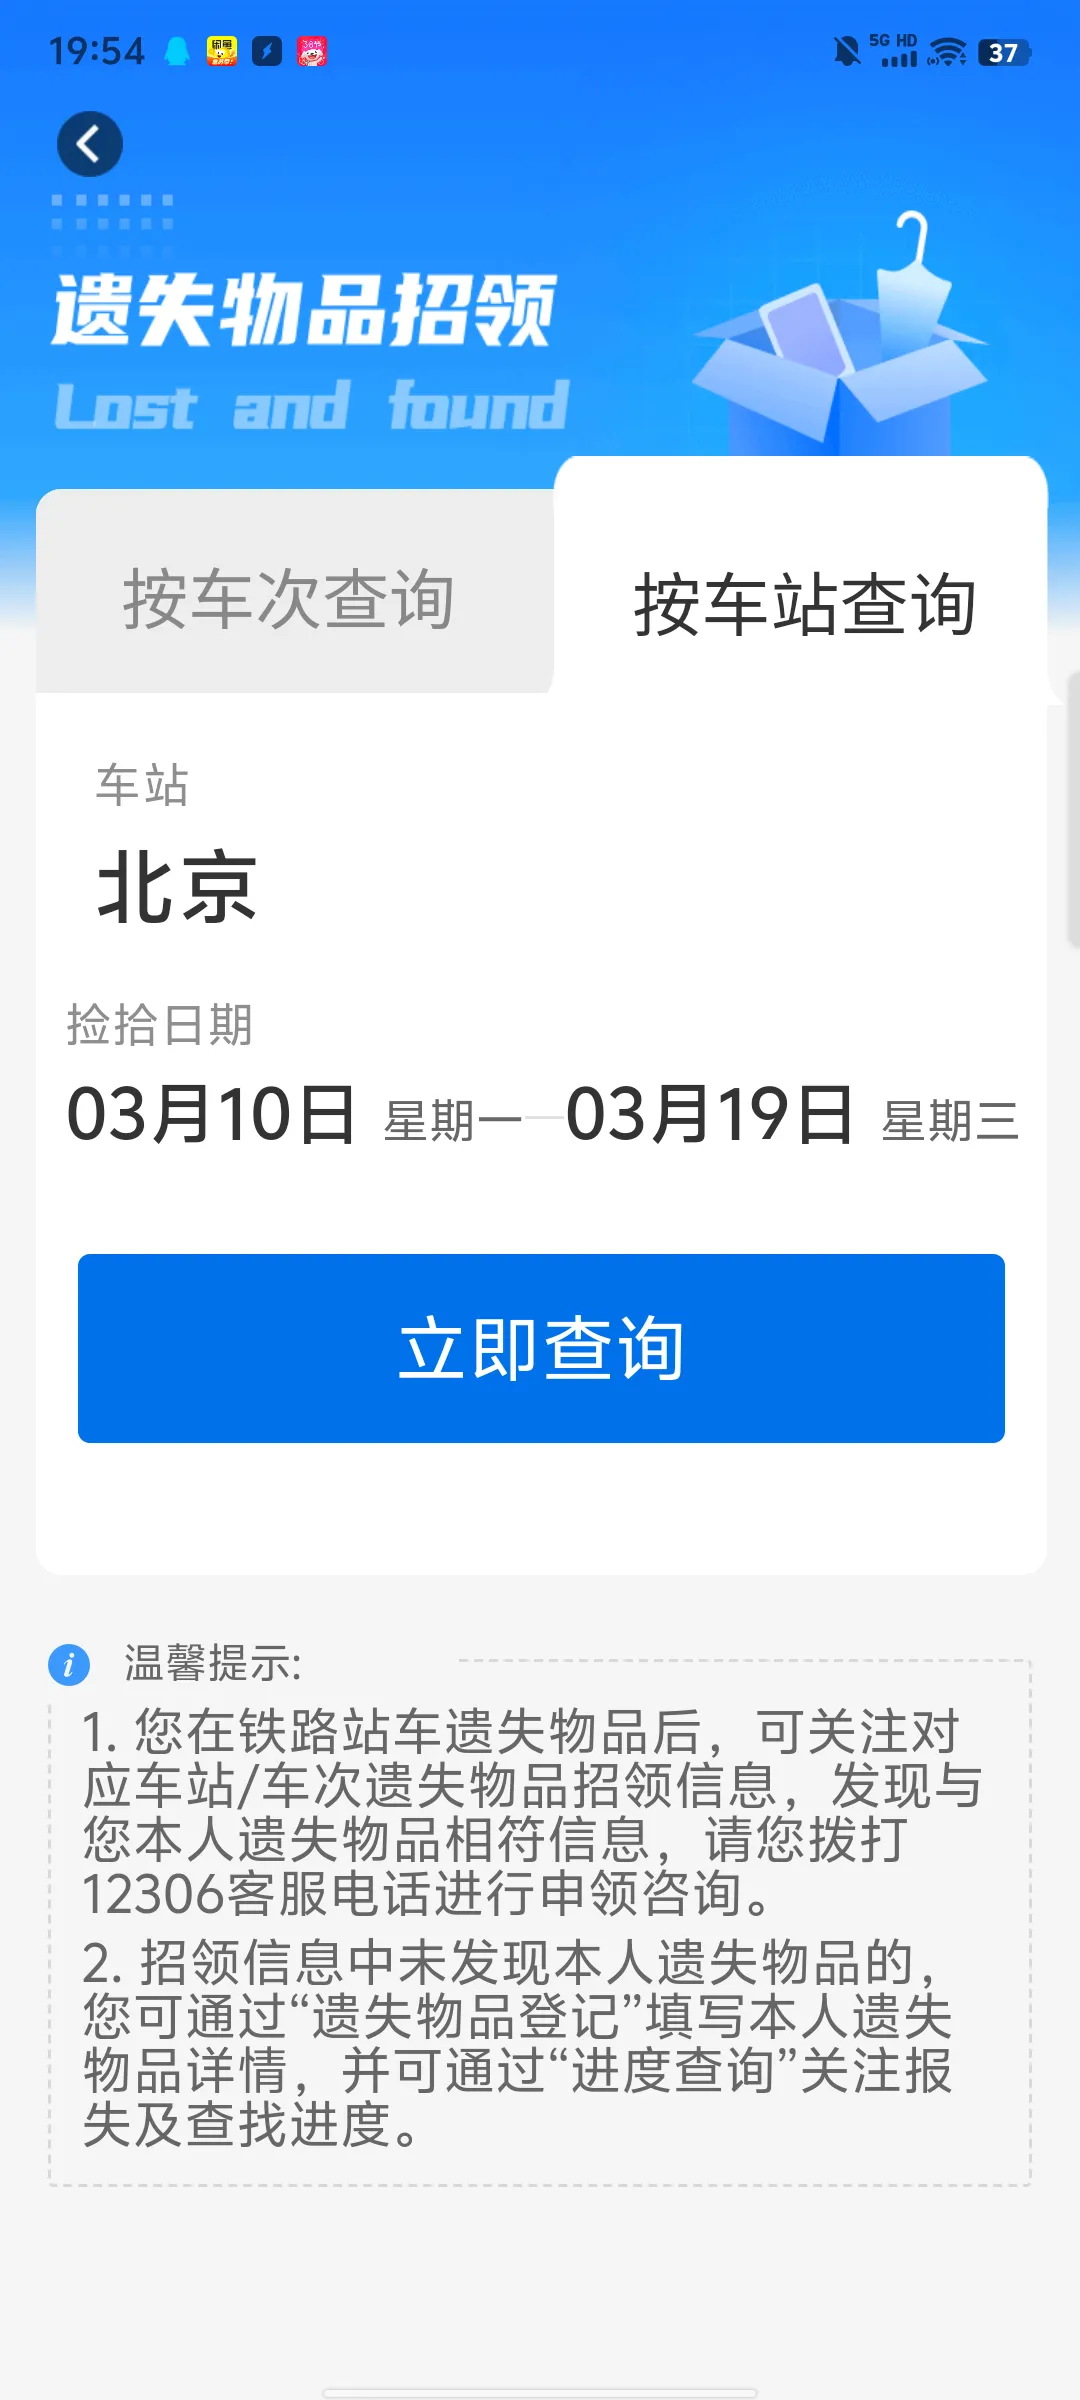 19:54
5G HD
37
遗失物品招领
Lost and found
按车次查询
按车站查询
车站
北京
捡拾日期
03月10日 星期一 03月19日 星期三
立即查询
温馨提示:
1. 您在铁路站车遗失物品后，可关注对
应车站/车次遗失物品招领信息，发现与
您本人遗失物品相符信息，请您拨打
12306客服电话进行申领咨询。
2. 招领信息中未发现本人遗失物品的，
您可通过“遗失物品登记”填写本人遗失
物品详情，并可通过“进度查询”关注报
失及查找进度。